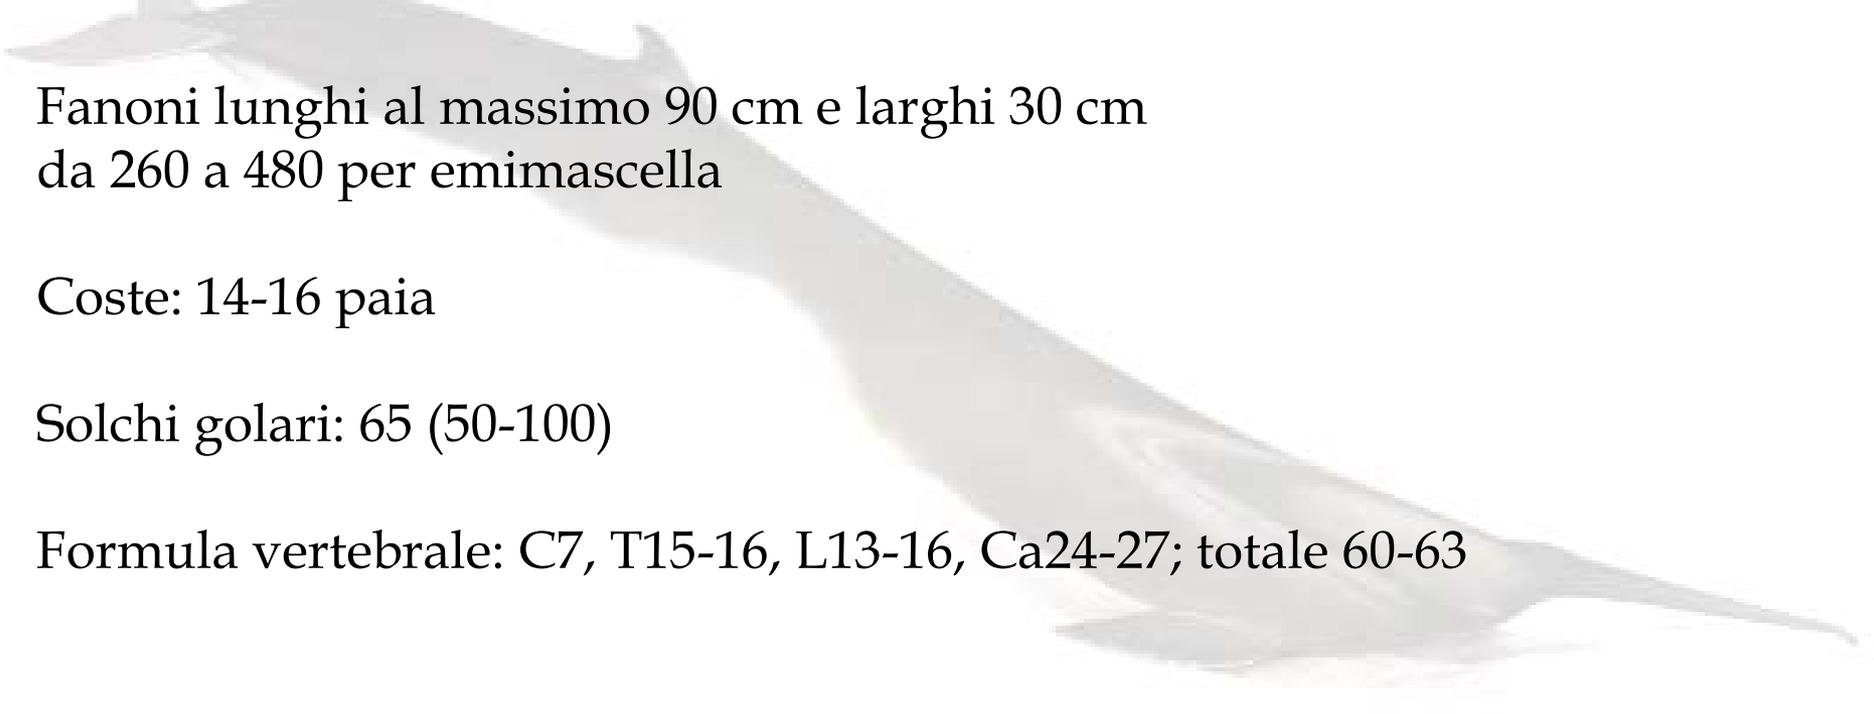 Fanoni lunghi al massimo 90 cm e larghi 30 cm
da 260 a 480 per emimascella
Coste: 14-16 paia
Solchi golari: 65 (50-100)
Formula vertebrale: C7, T15-16, L13-16, Ca24-27; totale 60-63